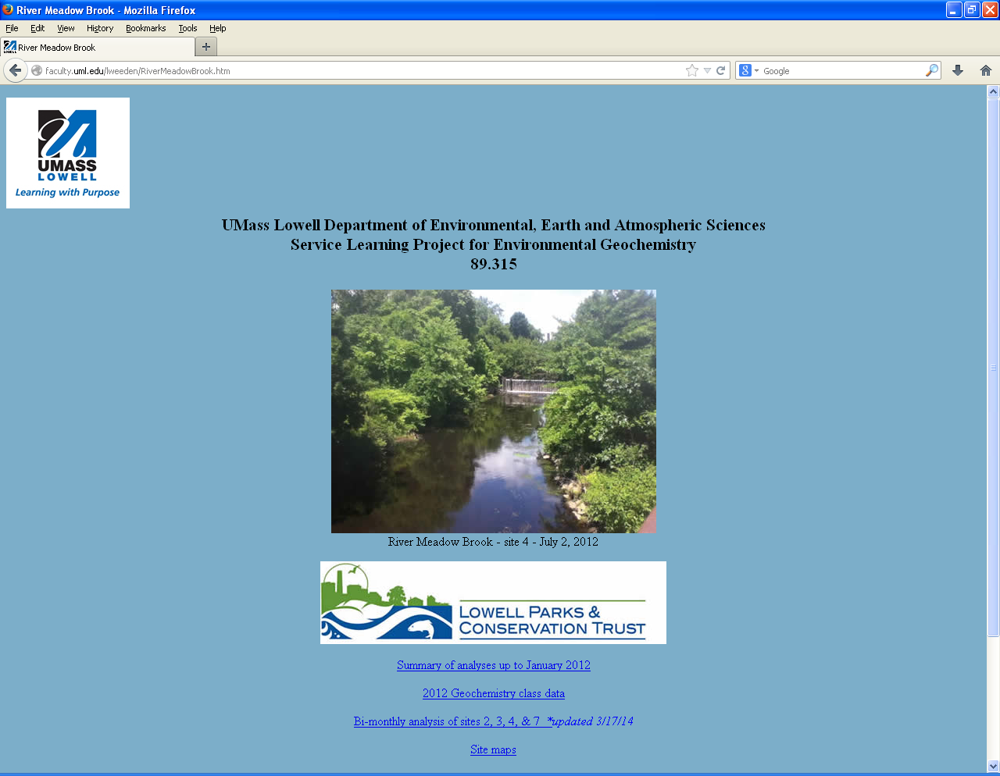 River Meadow Brook - Mozilla Firefox
File Edit View History Bookmarks Tools Help
River Meadow Brook
faculty.uml.edu/lweeden/RiverMeadowBrook.htm
Google
UMASS
LOWELL
Learning with Purpose
UMass Lowell Department of Environmental, Earth and Atmospheric Sciences
Service Learning Project for Environmental Geochemistry
89.315
River Meadow Brook - site 4 - July 2, 2012
LOWELL PARKS &
CONSERVATION TRUST
Summary of analyses up to January 2012
2012 Geochemistry class data
Bi-monthly analysis of sites 2, 3, 4, & 7 *updated 3/17/14
Site maps